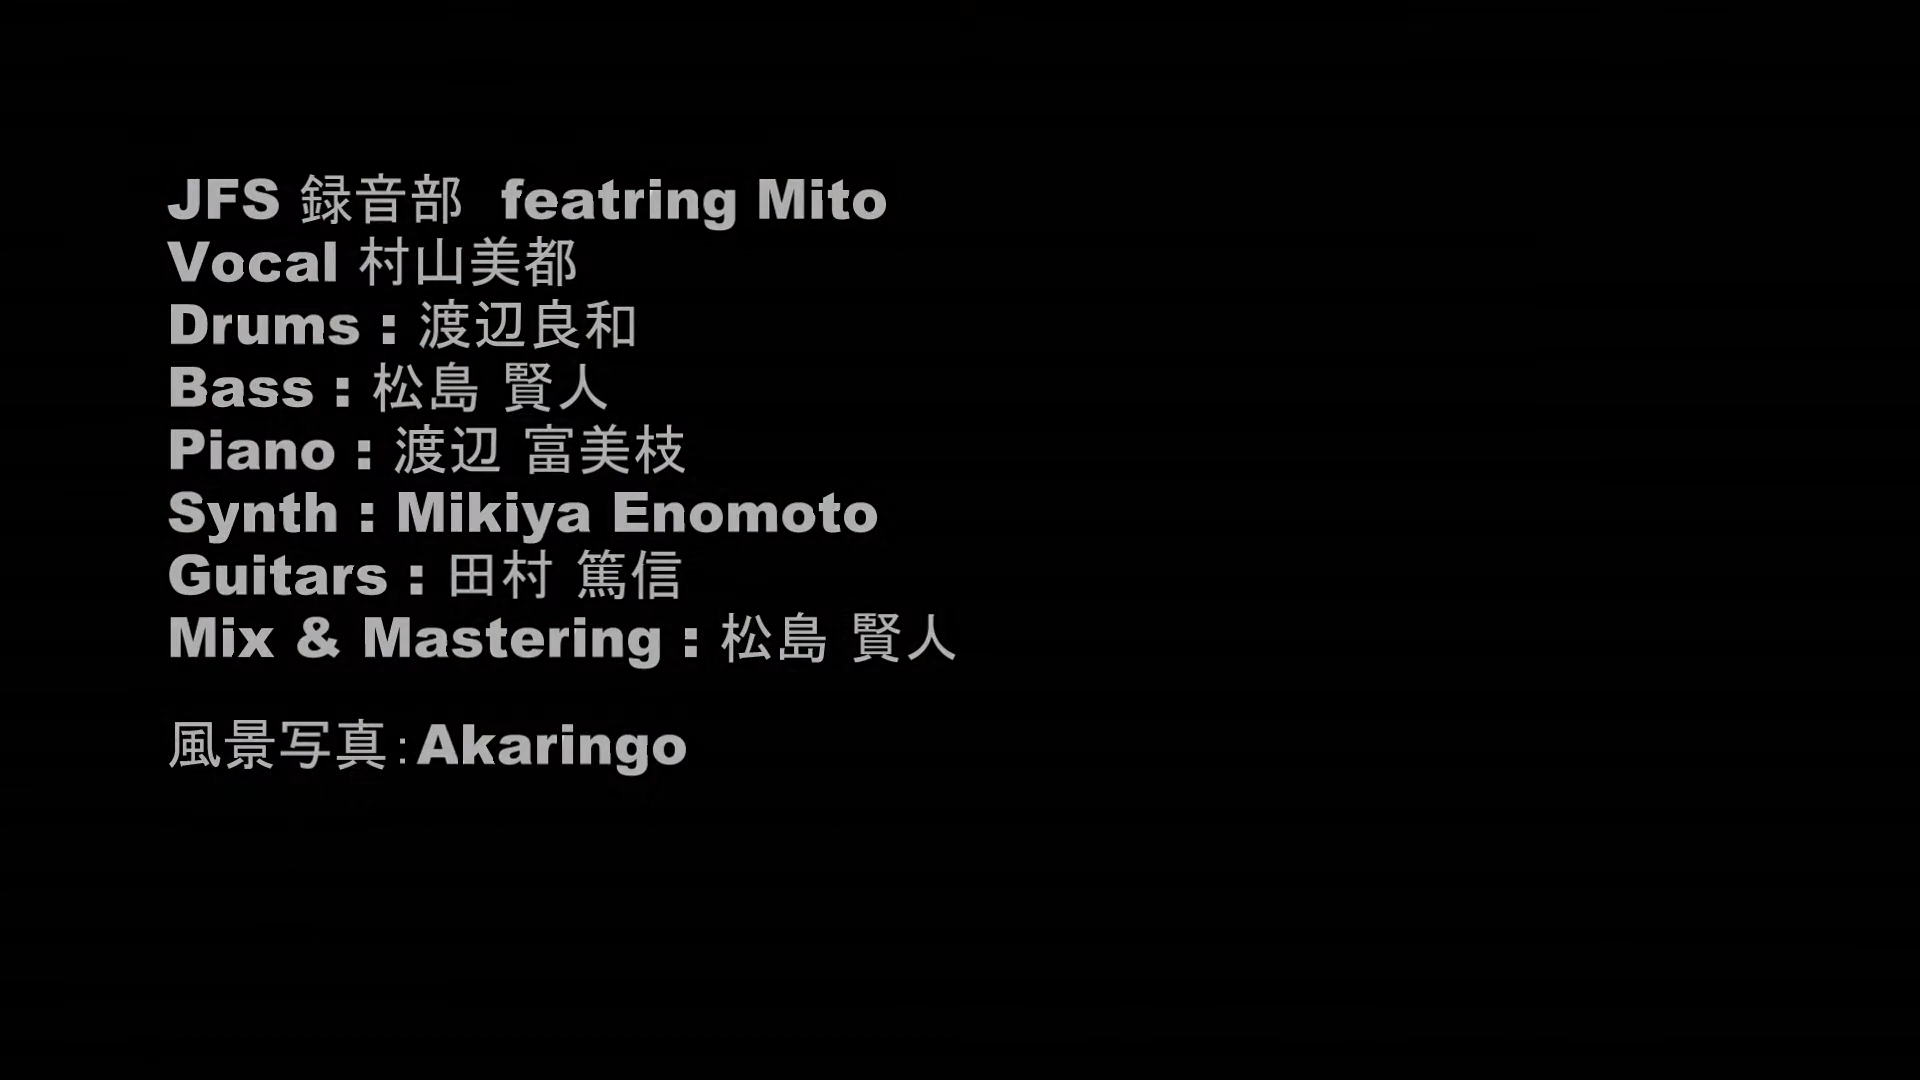 JFS 録音部  featring Mito
Vocal 村山美都
Drums : 渡辺良和
Bass : 松島 賢人
Piano : 渡辺 富美枝
Synth : Mikiya Enomoto
Guitars : 田村 篤信
Mix & Mastering : 松島 賢人
風景写真：Akaringo